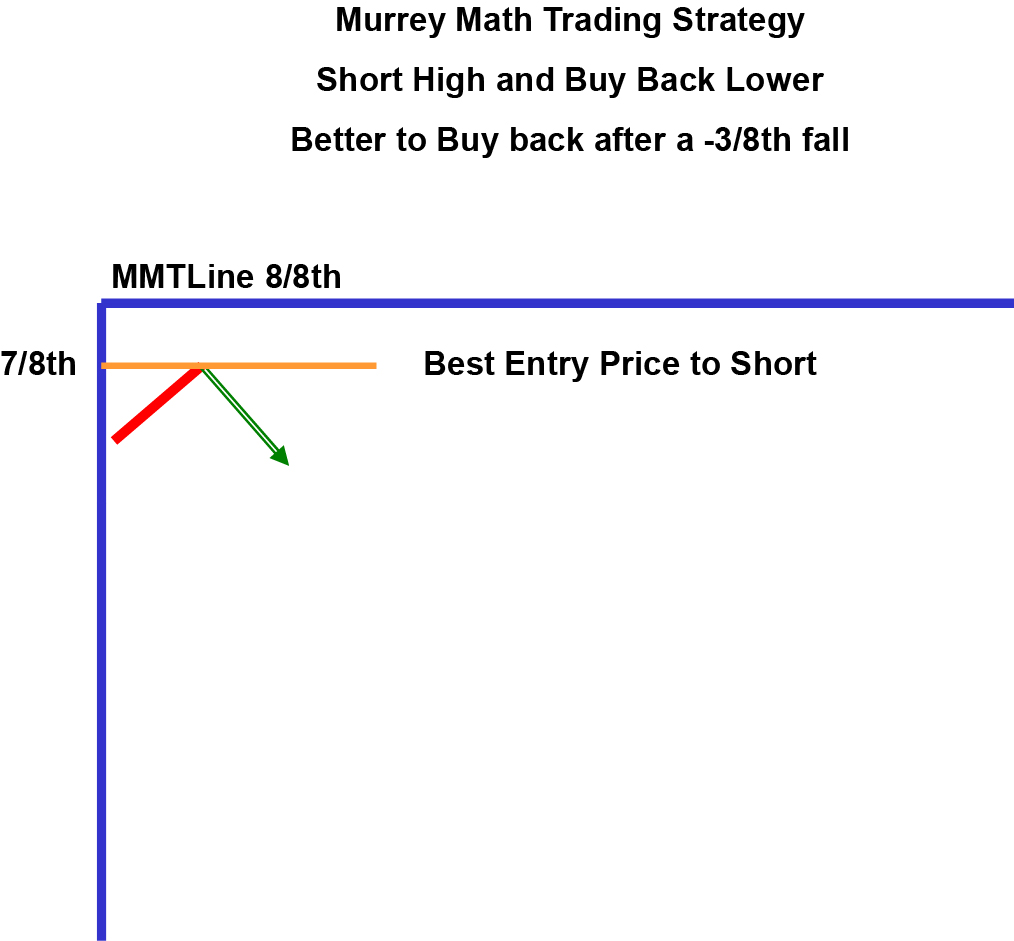 Murrey Math Trading Strategy
Short High and Buy Back Lower
Better to Buy back after a -3/8th fall
MMTLine 8/8th
7/8th
Best Entry Price to Short